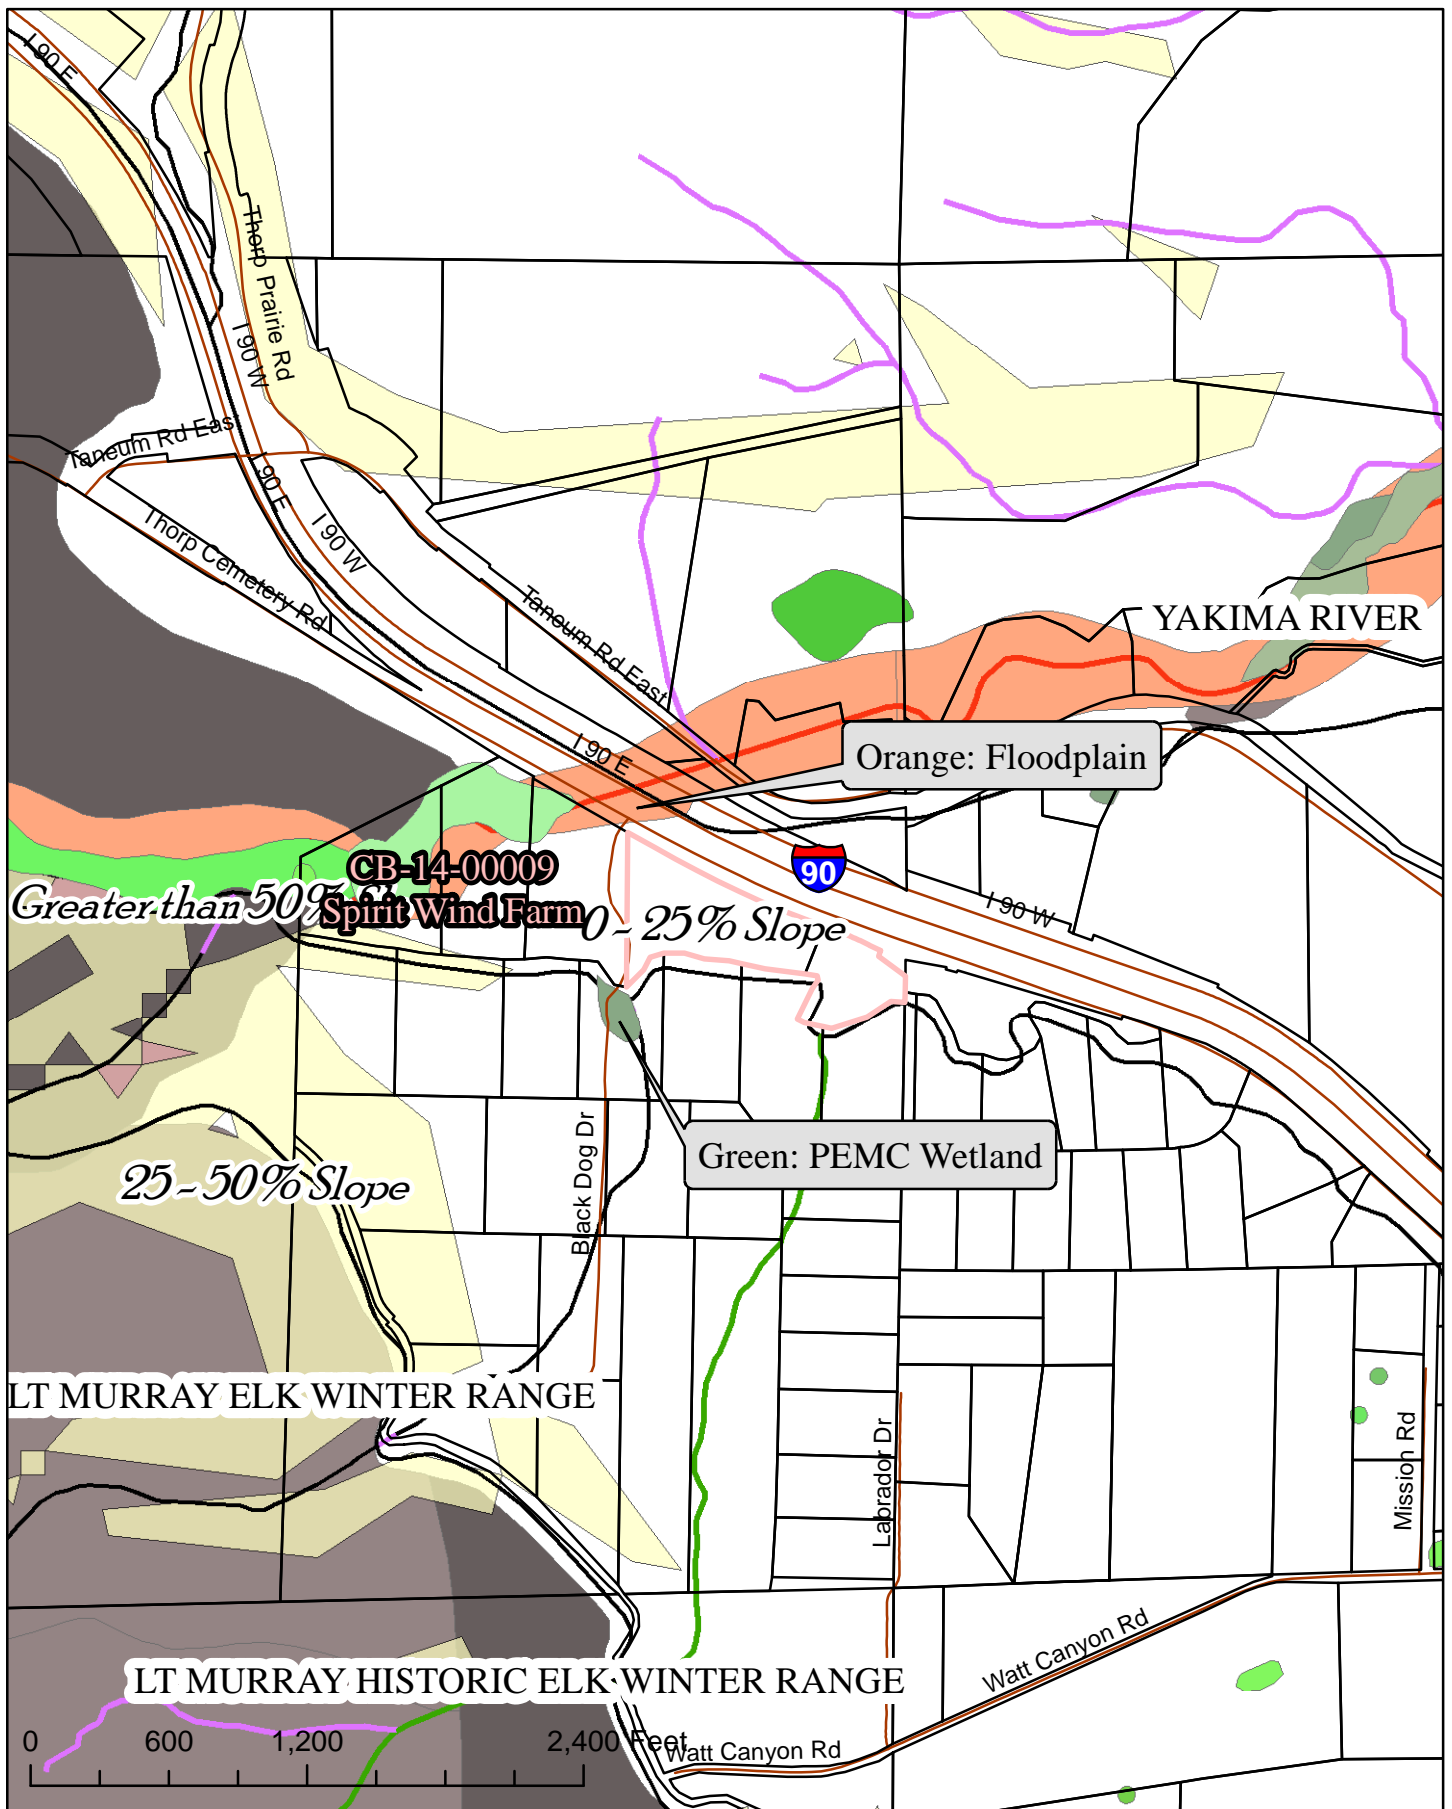 I 90 E
Thorp Prairie Rd
I 90 W
Taneum Rd East
I 90 E
I 90 W
Thorp Cemetery Rd
Taneum Rd East
YAKIMA RIVER
I 90 E
Orange: Floodplain
90
CB-14-00009
Spirit Wind Farm
Greater than 50% Sl
0 - 25% Slope
I 90 W
Green: PEMC Wetland
Black Dog Dr
25 - 50% Slope
LT MURRAY ELK WINTER RANGE
Labrador Dr
Mission Rd
Watt Canyon Rd
LT MURRAY HISTORIC ELK WINTER RANGE
0 600 1,200 2,400 Feet
Watt Canyon Rd